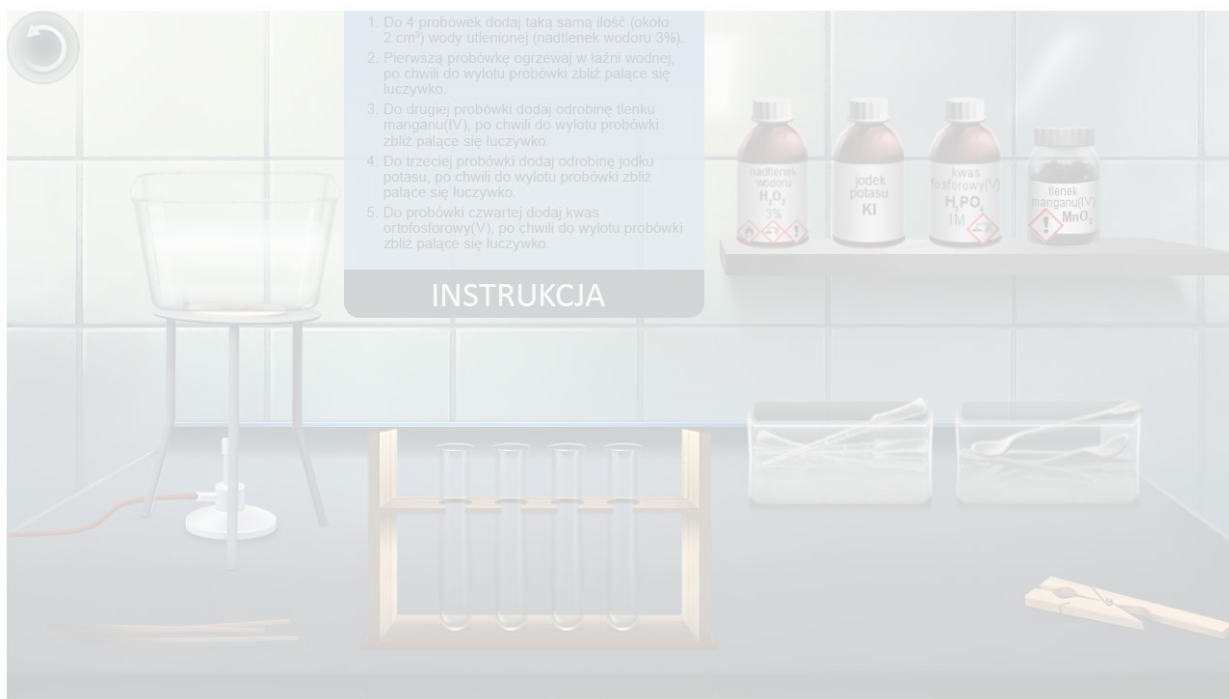 1. Do 4 probówek dodaj taką samą ilość (około
2 cm³) wody utlenionej (nadtlenek wodoru 3%).
2. Pierwszą probówkę ogrzewaj w łaźni wodnej,
po chwili do wylotu probówki zbliż palące się
łuczywko.
3. Do drugiej probówki dodaj odrobinę tlenku
manganu(IV), po chwili do wylotu probówki
zbliż palące się łuczywko.
4. Do trzeciej probówki dodaj odrobinę jodku
potasu, po chwili do wylotu probówki zbliż
palące się łuczywko.
5. Do probówki czwartej dodaj kwas
ortofosforowy(V), po chwili do wylotu probówki
zbliż palące się łuczywko.
INSTRUKCJA
nadtlenek
wodoru
H₂O₂
3%
jodek
potasu
KI
kwas
fosforowy(V)
H₃PO₄
1M
tlenek
manganu(IV)
MnO₂